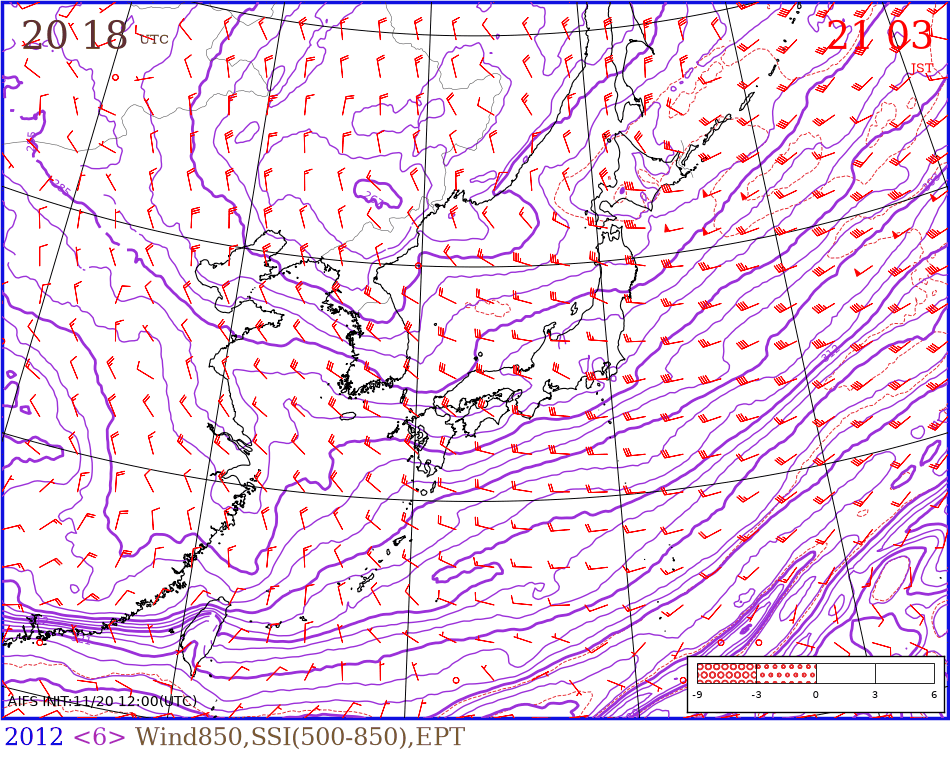 20 18 UTC
21 03
JST
-9 -3 0 3 6
AIFS INIT:11/20 12:00(UTC)
2012 <6> Wind850,SSI(500-850),EPT